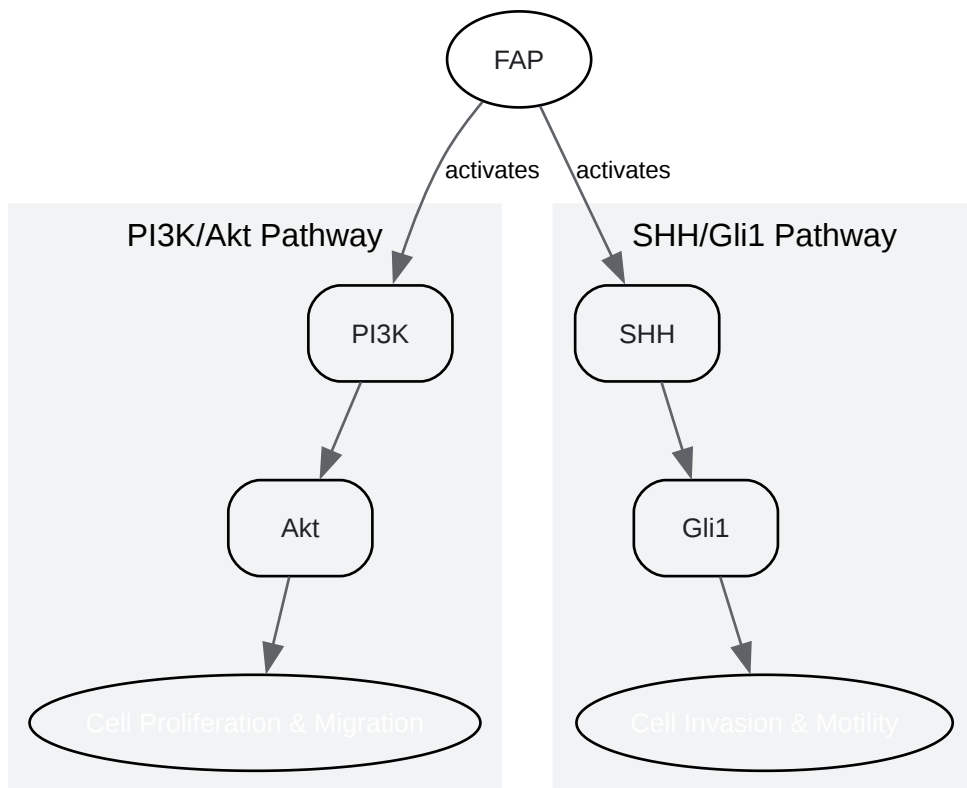 FAP
activates
activates
PI3K/Akt Pathway
SHH/Gli1 Pathway
PI3K
SHH
Akt
Gli1
Cell Proliferation & Migration
Cell Invasion & Motility